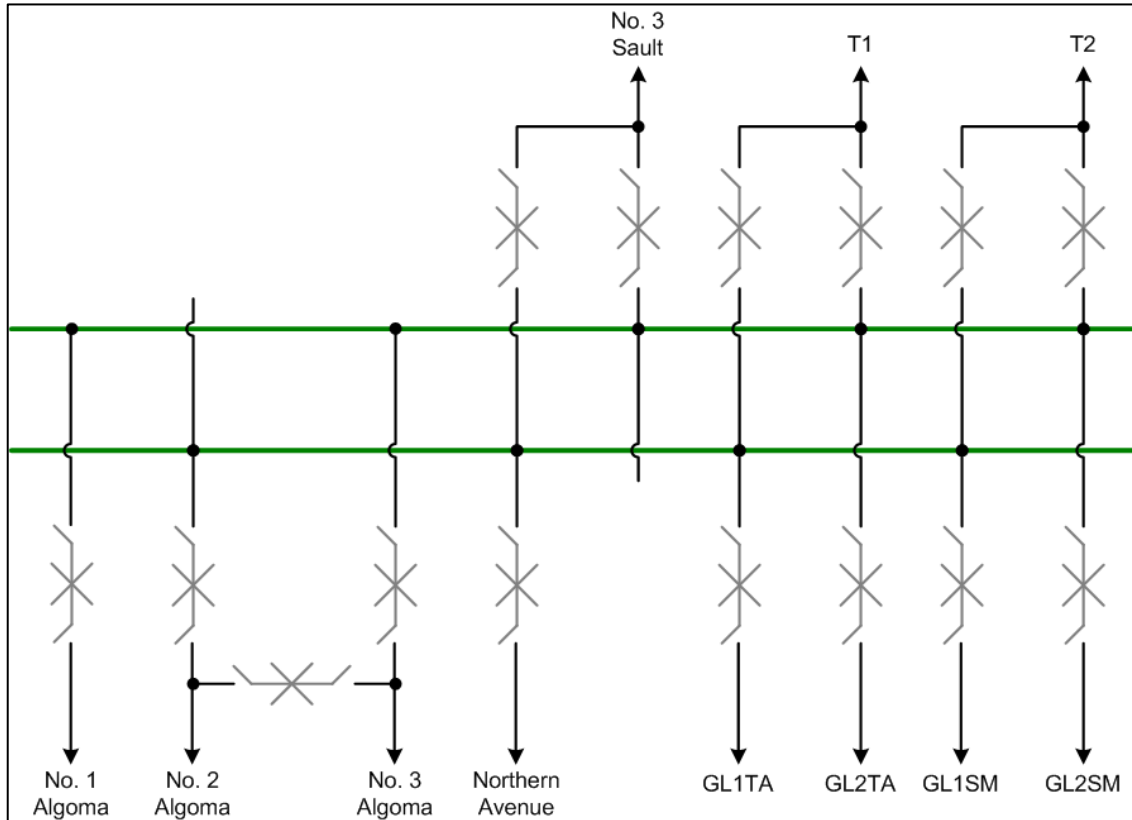 No. 3
Sault
T1
T2
No. 1
Algoma
No. 2
Algoma
No. 3
Algoma
Northern
Avenue
GL1TA
GL2TA
GL1SM
GL2SM